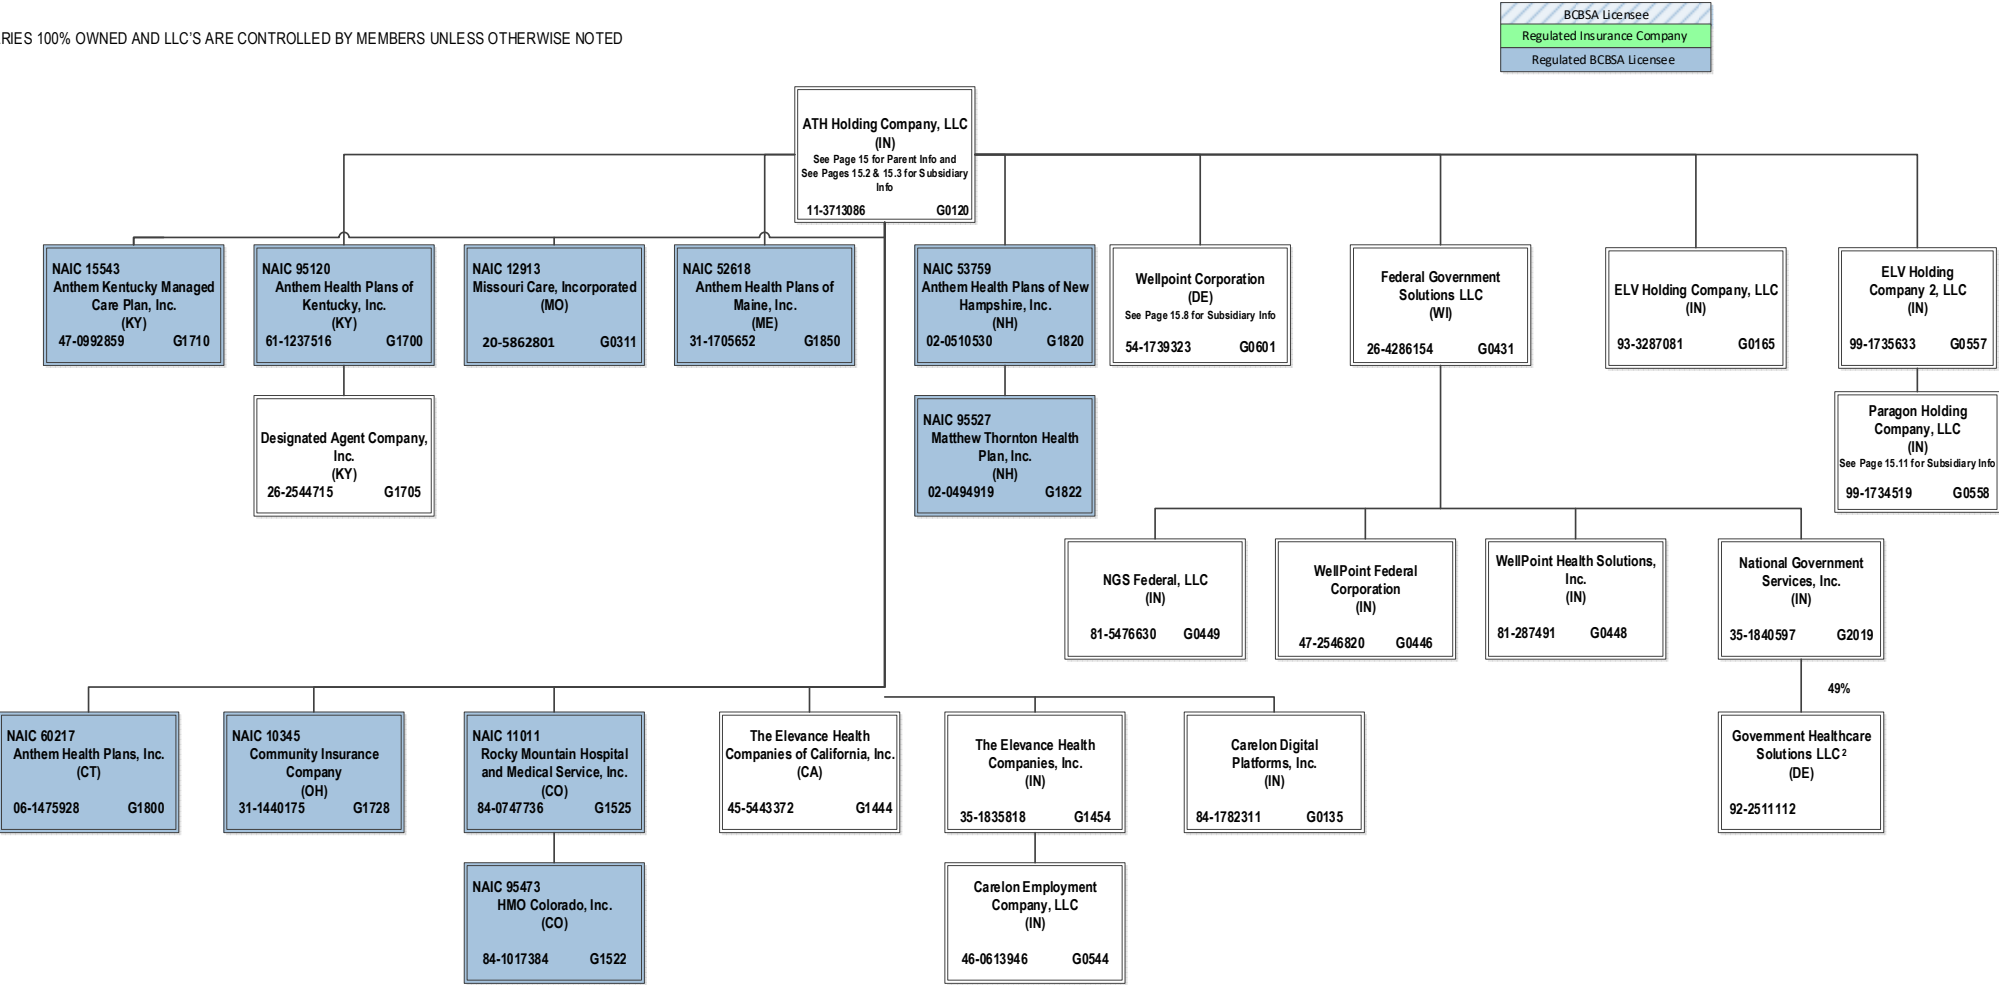 RIES 100% OWNED AND LLC'S ARE CONTROLLED BY MEMBERS UNLESS OTHERWISE NOTED
BCBSA Licensee
Regulated Insurance Company
Regulated BCBSA Licensee
ATH Holding Company, LLC
(IN)
See Page 15 for Parent Info and
See Pages 15.2 & 15.3 for Subsidiary
Info
11-3713086 G0120
NAIC 15543
Anthem Kentucky Managed
Care Plan, Inc.
(KY)
47-0992859 G1710
NAIC 95120
Anthem Health Plans of
Kentucky, Inc.
(KY)
61-1237516 G1700
NAIC 12913
Missouri Care, Incorporated
(MO)
20-5862801 G0311
NAIC 52618
Anthem Health Plans of
Maine, Inc.
(ME)
31-1705652 G1850
NAIC 53759
Anthem Health Plans of New
Hampshire, Inc.
(NH)
02-0510530 G1820
Wellpoint Corporation
(DE)
See Page 15.8 for Subsidiary Info
54-1739323 G0601
Federal Government
Solutions LLC
(WI)
26-4286154 G0431
ELV Holding Company, LLC
(IN)
93-3287081 G0165
ELV Holding
Company 2, LLC
(IN)
99-1735633 G0557
Designated Agent Company,
Inc.
(KY)
26-2544715 G1705
NAIC 95527
Matthew Thornton Health
Plan, Inc.
(NH)
02-0494919 G1822
Paragon Holding
Company, LLC
(IN)
See Page 15.11 for Subsidiary Info
99-1734519 G0558
NGS Federal, LLC
(IN)
81-5476630 G0449
WellPoint Federal
Corporation
(IN)
47-2546820 G0446
WellPoint Health Solutions,
Inc.
(IN)
81-287491 G0448
National Government
Services, Inc.
(IN)
35-1840597 G2019
49%
NAIC 60217
Anthem Health Plans, Inc.
(CT)
06-1475928 G1800
NAIC 10345
Community Insurance
Company
(OH)
31-1440175 G1728
NAIC 11011
Rocky Mountain Hospital
and Medical Service, Inc.
(CO)
84-0747736 G1525
The Elevance Health
Companies of California, Inc.
(CA)
45-5443372 G1444
The Elevance Health
Companies, Inc.
(IN)
35-1835818 G1454
Carelon Digital
Platforms, Inc.
(IN)
84-1782311 G0135
Government Healthcare
Solutions LLC ²
(DE)
92-2511112
NAIC 95473
HMO Colorado, Inc.
(CO)
84-1017384 G1522
Carelon Employment
Company, LLC
(IN)
46-0613946 G0544